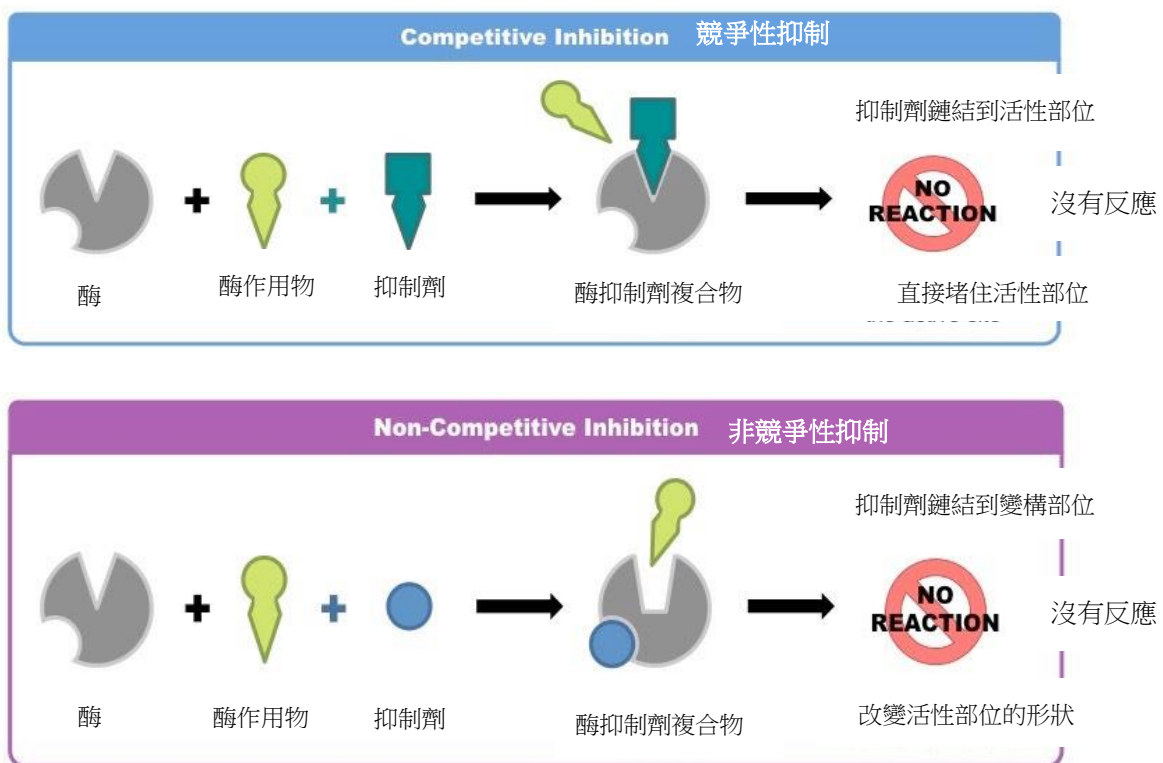 Competitive Inhibition 競爭性抑制
抑制劑鏈結到活性部位
NO
REACTION
沒有反應
酶
酶作用物
抑制劑
酶抑制劑複合物
直接堵住活性部位
Non-Competitive Inhibition 非競爭性抑制
抑制劑鏈結到變構部位
NO
REACTION
沒有反應
酶
酶作用物
抑制劑
酶抑制劑複合物
改變活性部位的形狀